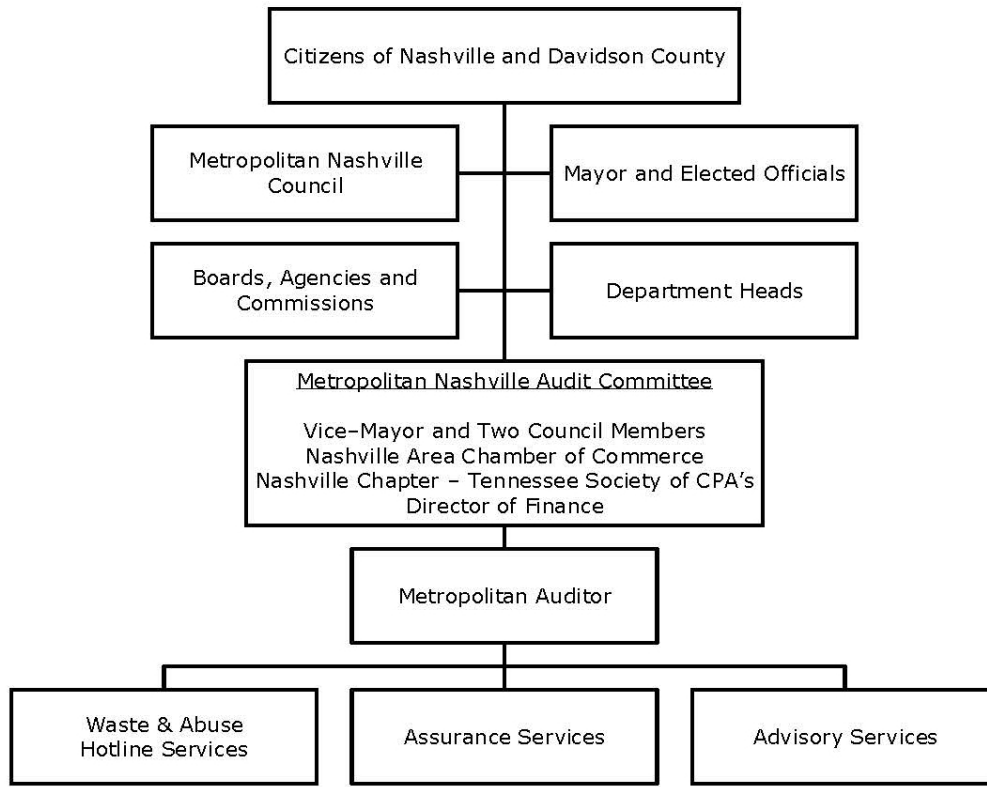 Citizens of Nashville and Davidson County
Metropolitan Nashville
Council
Mayor and Elected Officials
Boards, Agencies and
Commissions
Department Heads
Metropolitan Nashville Audit Committee
Vice–Mayor and Two Council Members
Nashville Area Chamber of Commerce
Nashville Chapter – Tennessee Society of CPA's
Director of Finance
Metropolitan Auditor
Waste & Abuse
Hotline Services
Assurance Services
Advisory Services